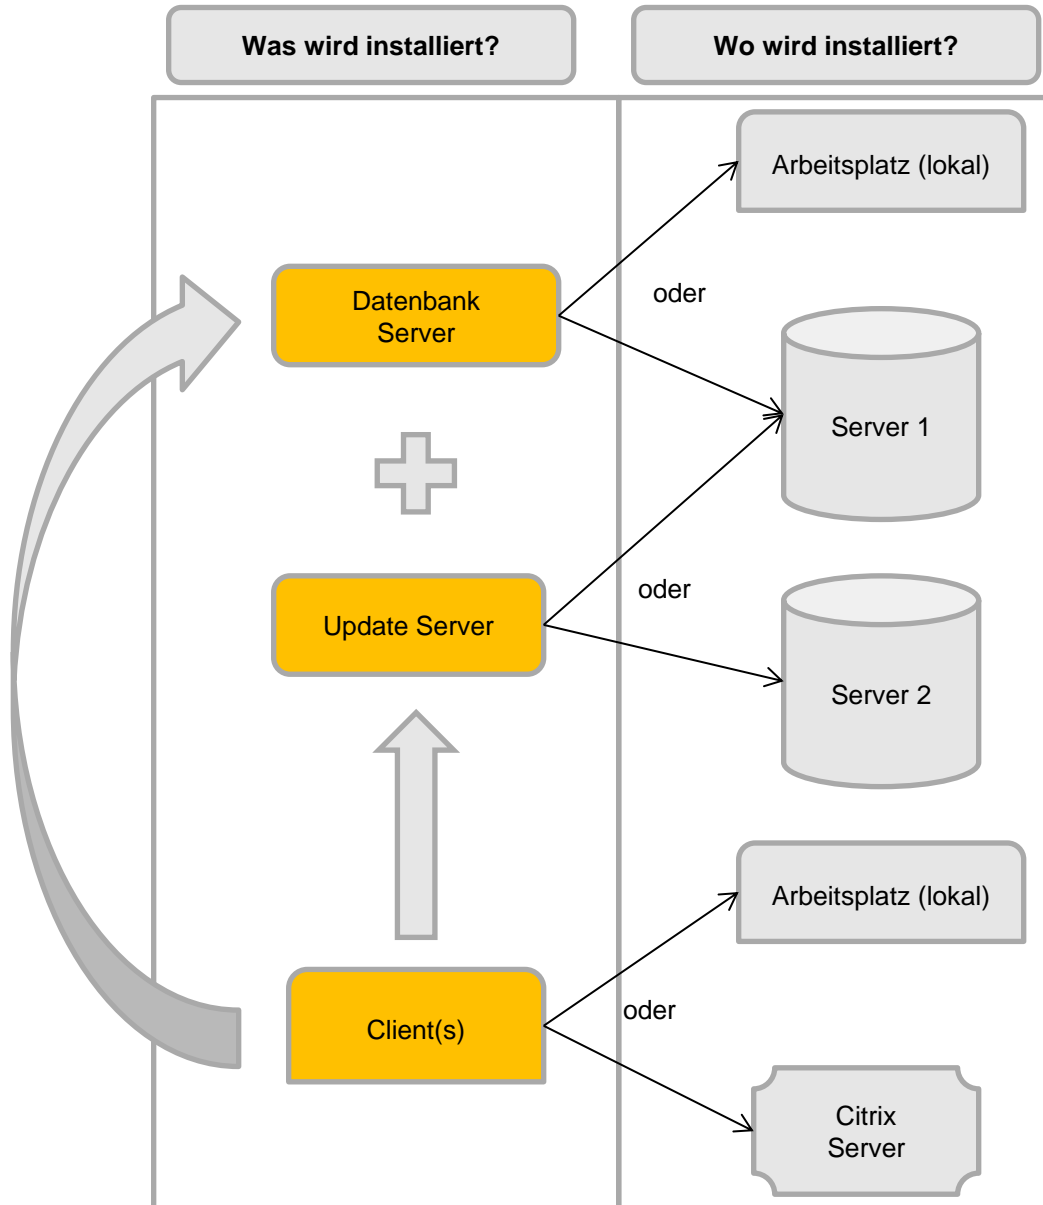 Was wird installiert?
Wo wird installiert?
Arbeitsplatz (lokal)
Datenbank
Server
oder
Server 1
Update Server
oder
Server 2
Arbeitsplatz (lokal)
Client(s)
oder
Citrix
Server